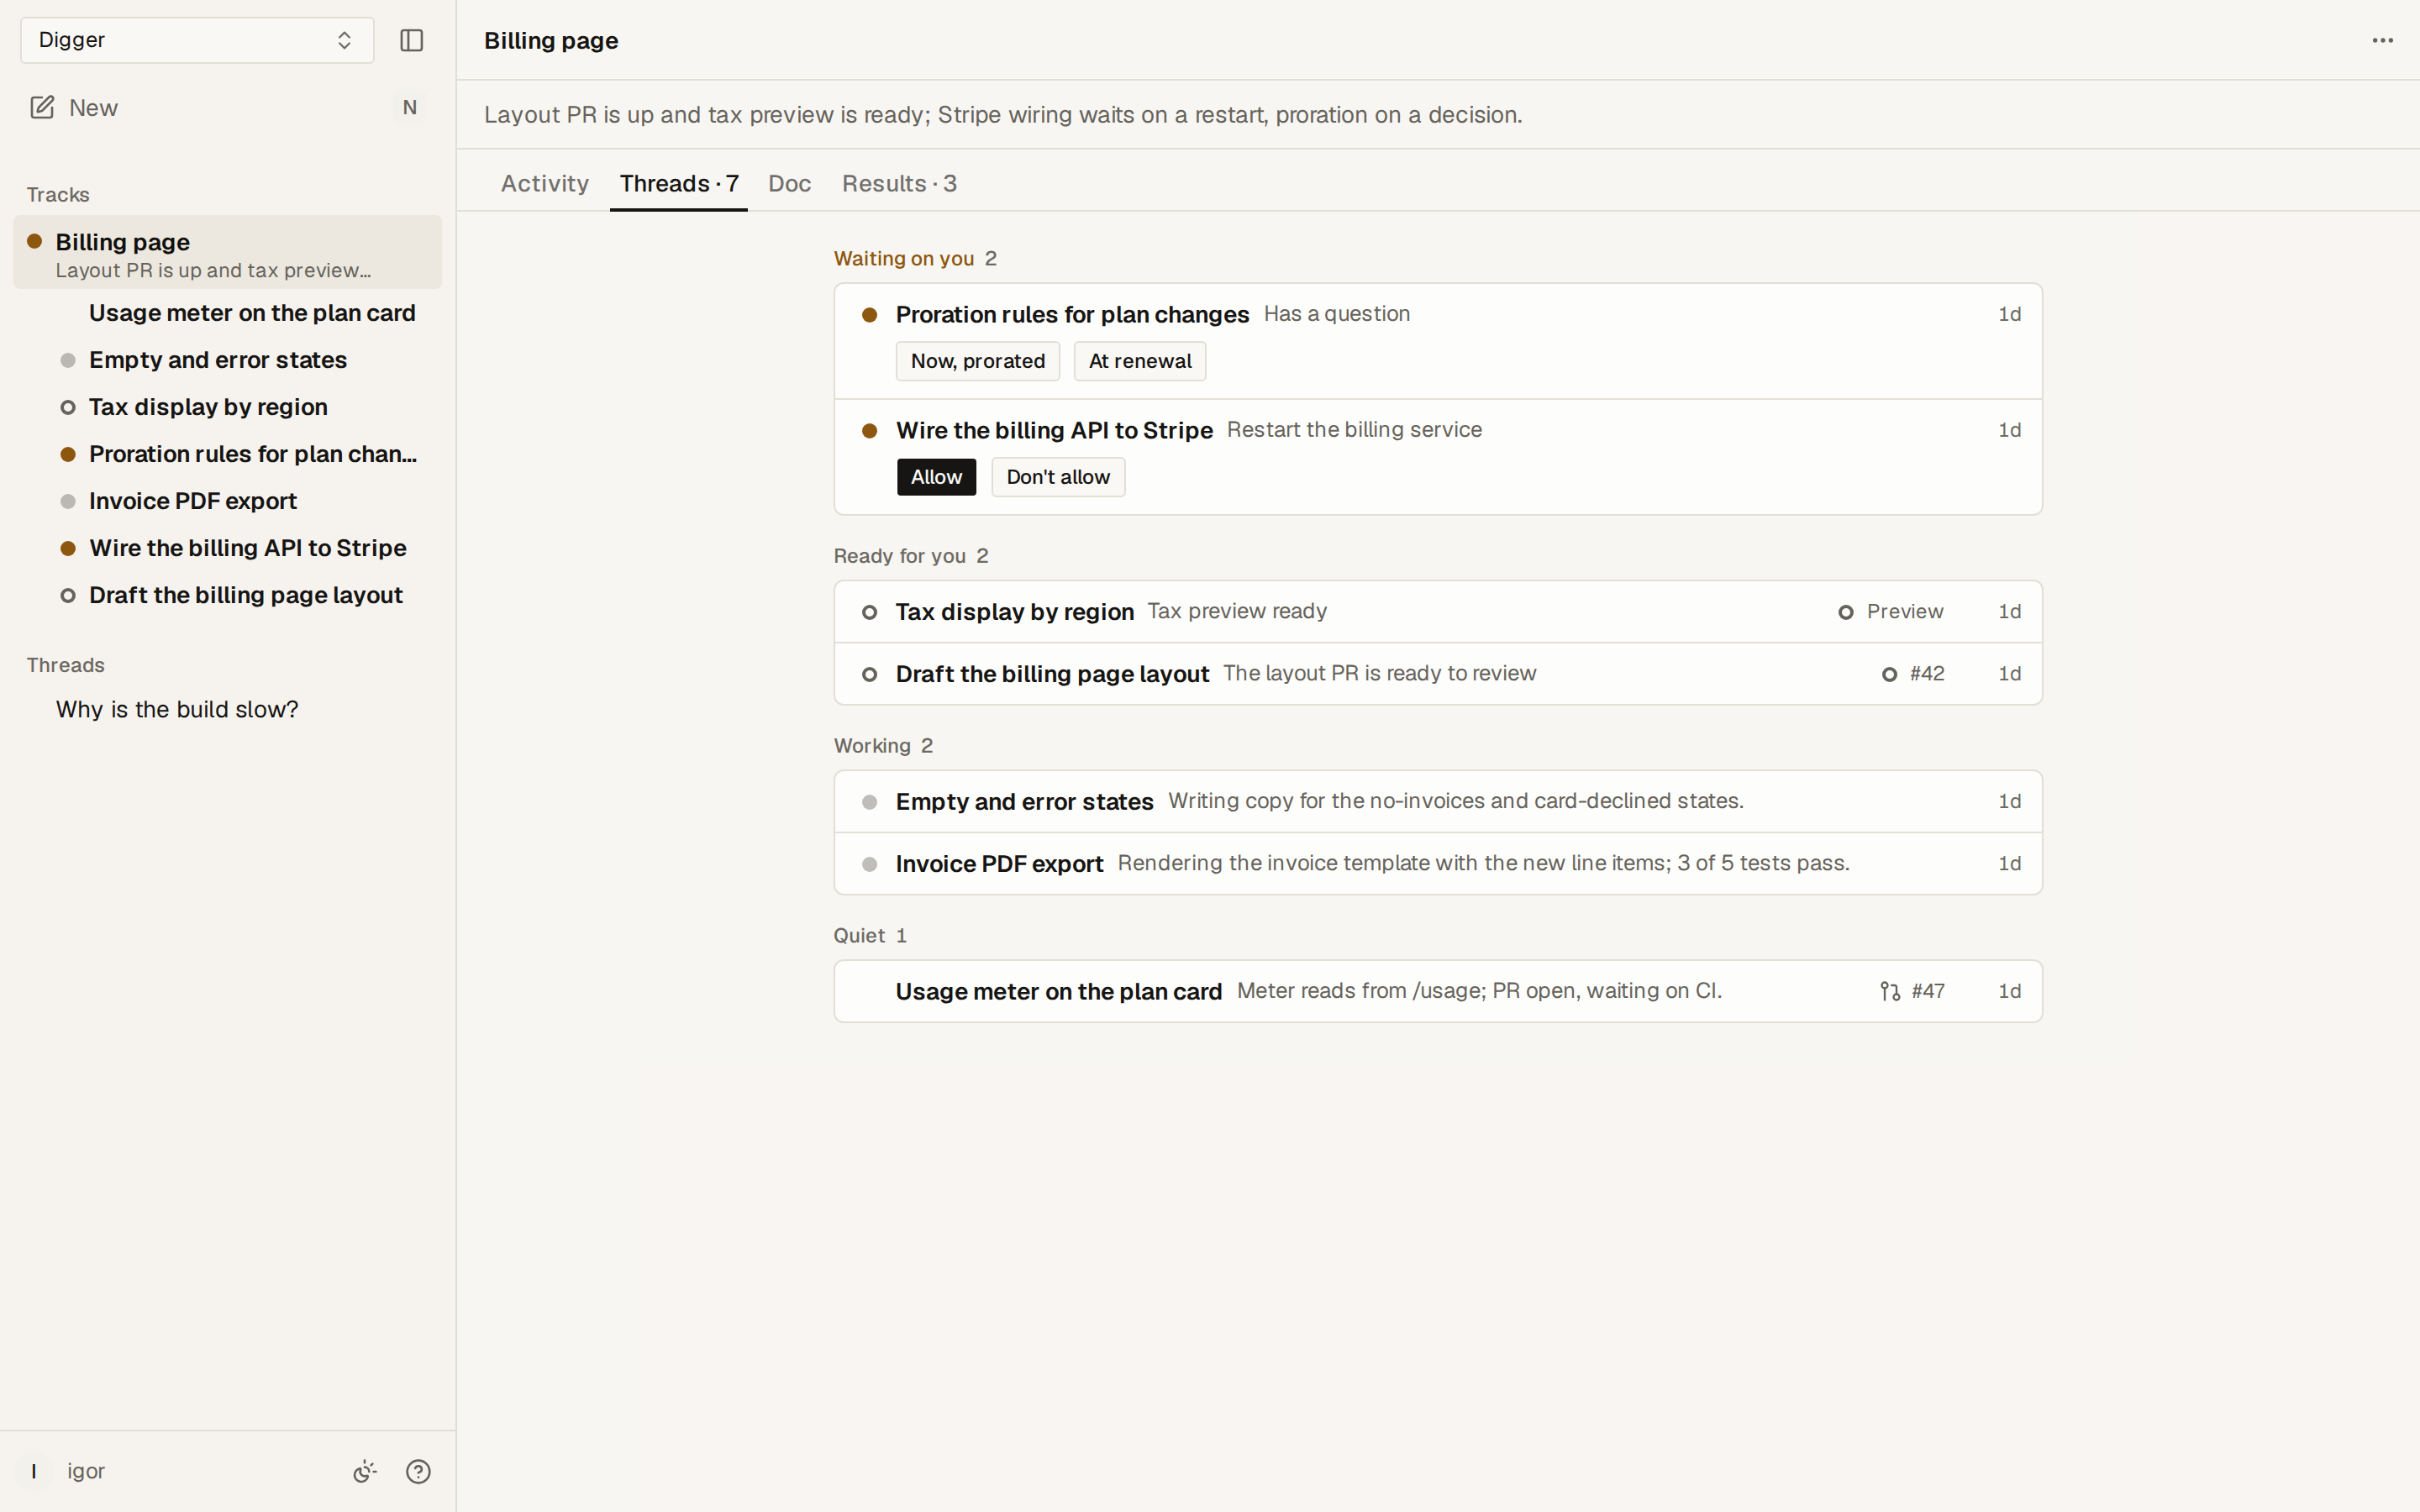 Digger
New
N
Tracks
Billing page
Layout PR is up and tax preview…
Usage meter on the plan card
Empty and error states
Tax display by region
Proration rules for plan chan…
Invoice PDF export
Wire the billing API to Stripe
Draft the billing page layout
Threads
Why is the build slow?
I
igor
Billing page
Layout PR is up and tax preview is ready; Stripe wiring waits on a restart, proration on a decision.
Activity
Threads · 7
Doc
Results · 3
Waiting on you 2
Proration rules for plan changes Has a question 1d
Now, prorated
At renewal
Wire the billing API to Stripe Restart the billing service 1d
Allow
Don't allow
Ready for you 2
Tax display by region Tax preview ready Preview 1d
Draft the billing page layout The layout PR is ready to review #42 1d
Working 2
Empty and error states Writing copy for the no-invoices and card-declined states. 1d
Invoice PDF export Rendering the invoice template with the new line items; 3 of 5 tests pass. 1d
Quiet 1
Usage meter on the plan card Meter reads from /usage; PR open, waiting on CI. #47 1d